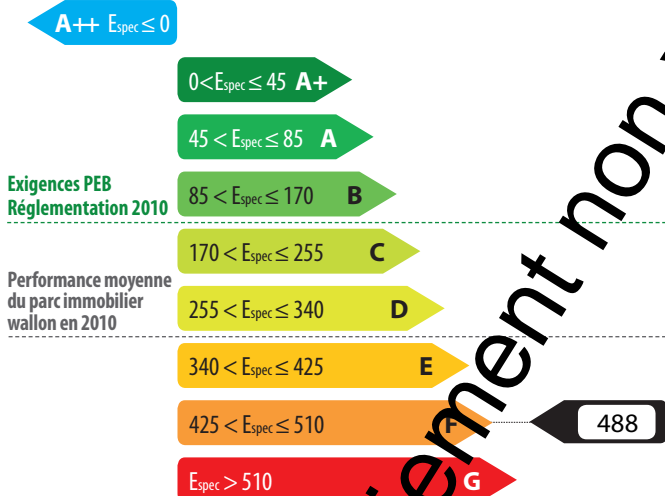 A++ Espec ≤ 0
0<Espec ≤ 45 A+
45 < Espec ≤ 85 A
Exigences PEB
Réglementation 2010
85 < Espec ≤ 170 B
170 < Espec ≤ 255 C
Performance moyenne
du parc immobilier
wallon en 2010
255 < Espec ≤ 340 D
340 < Espec ≤ 425 E
425 < Espec ≤ 510 F
488
Espec > 510 G
ement non